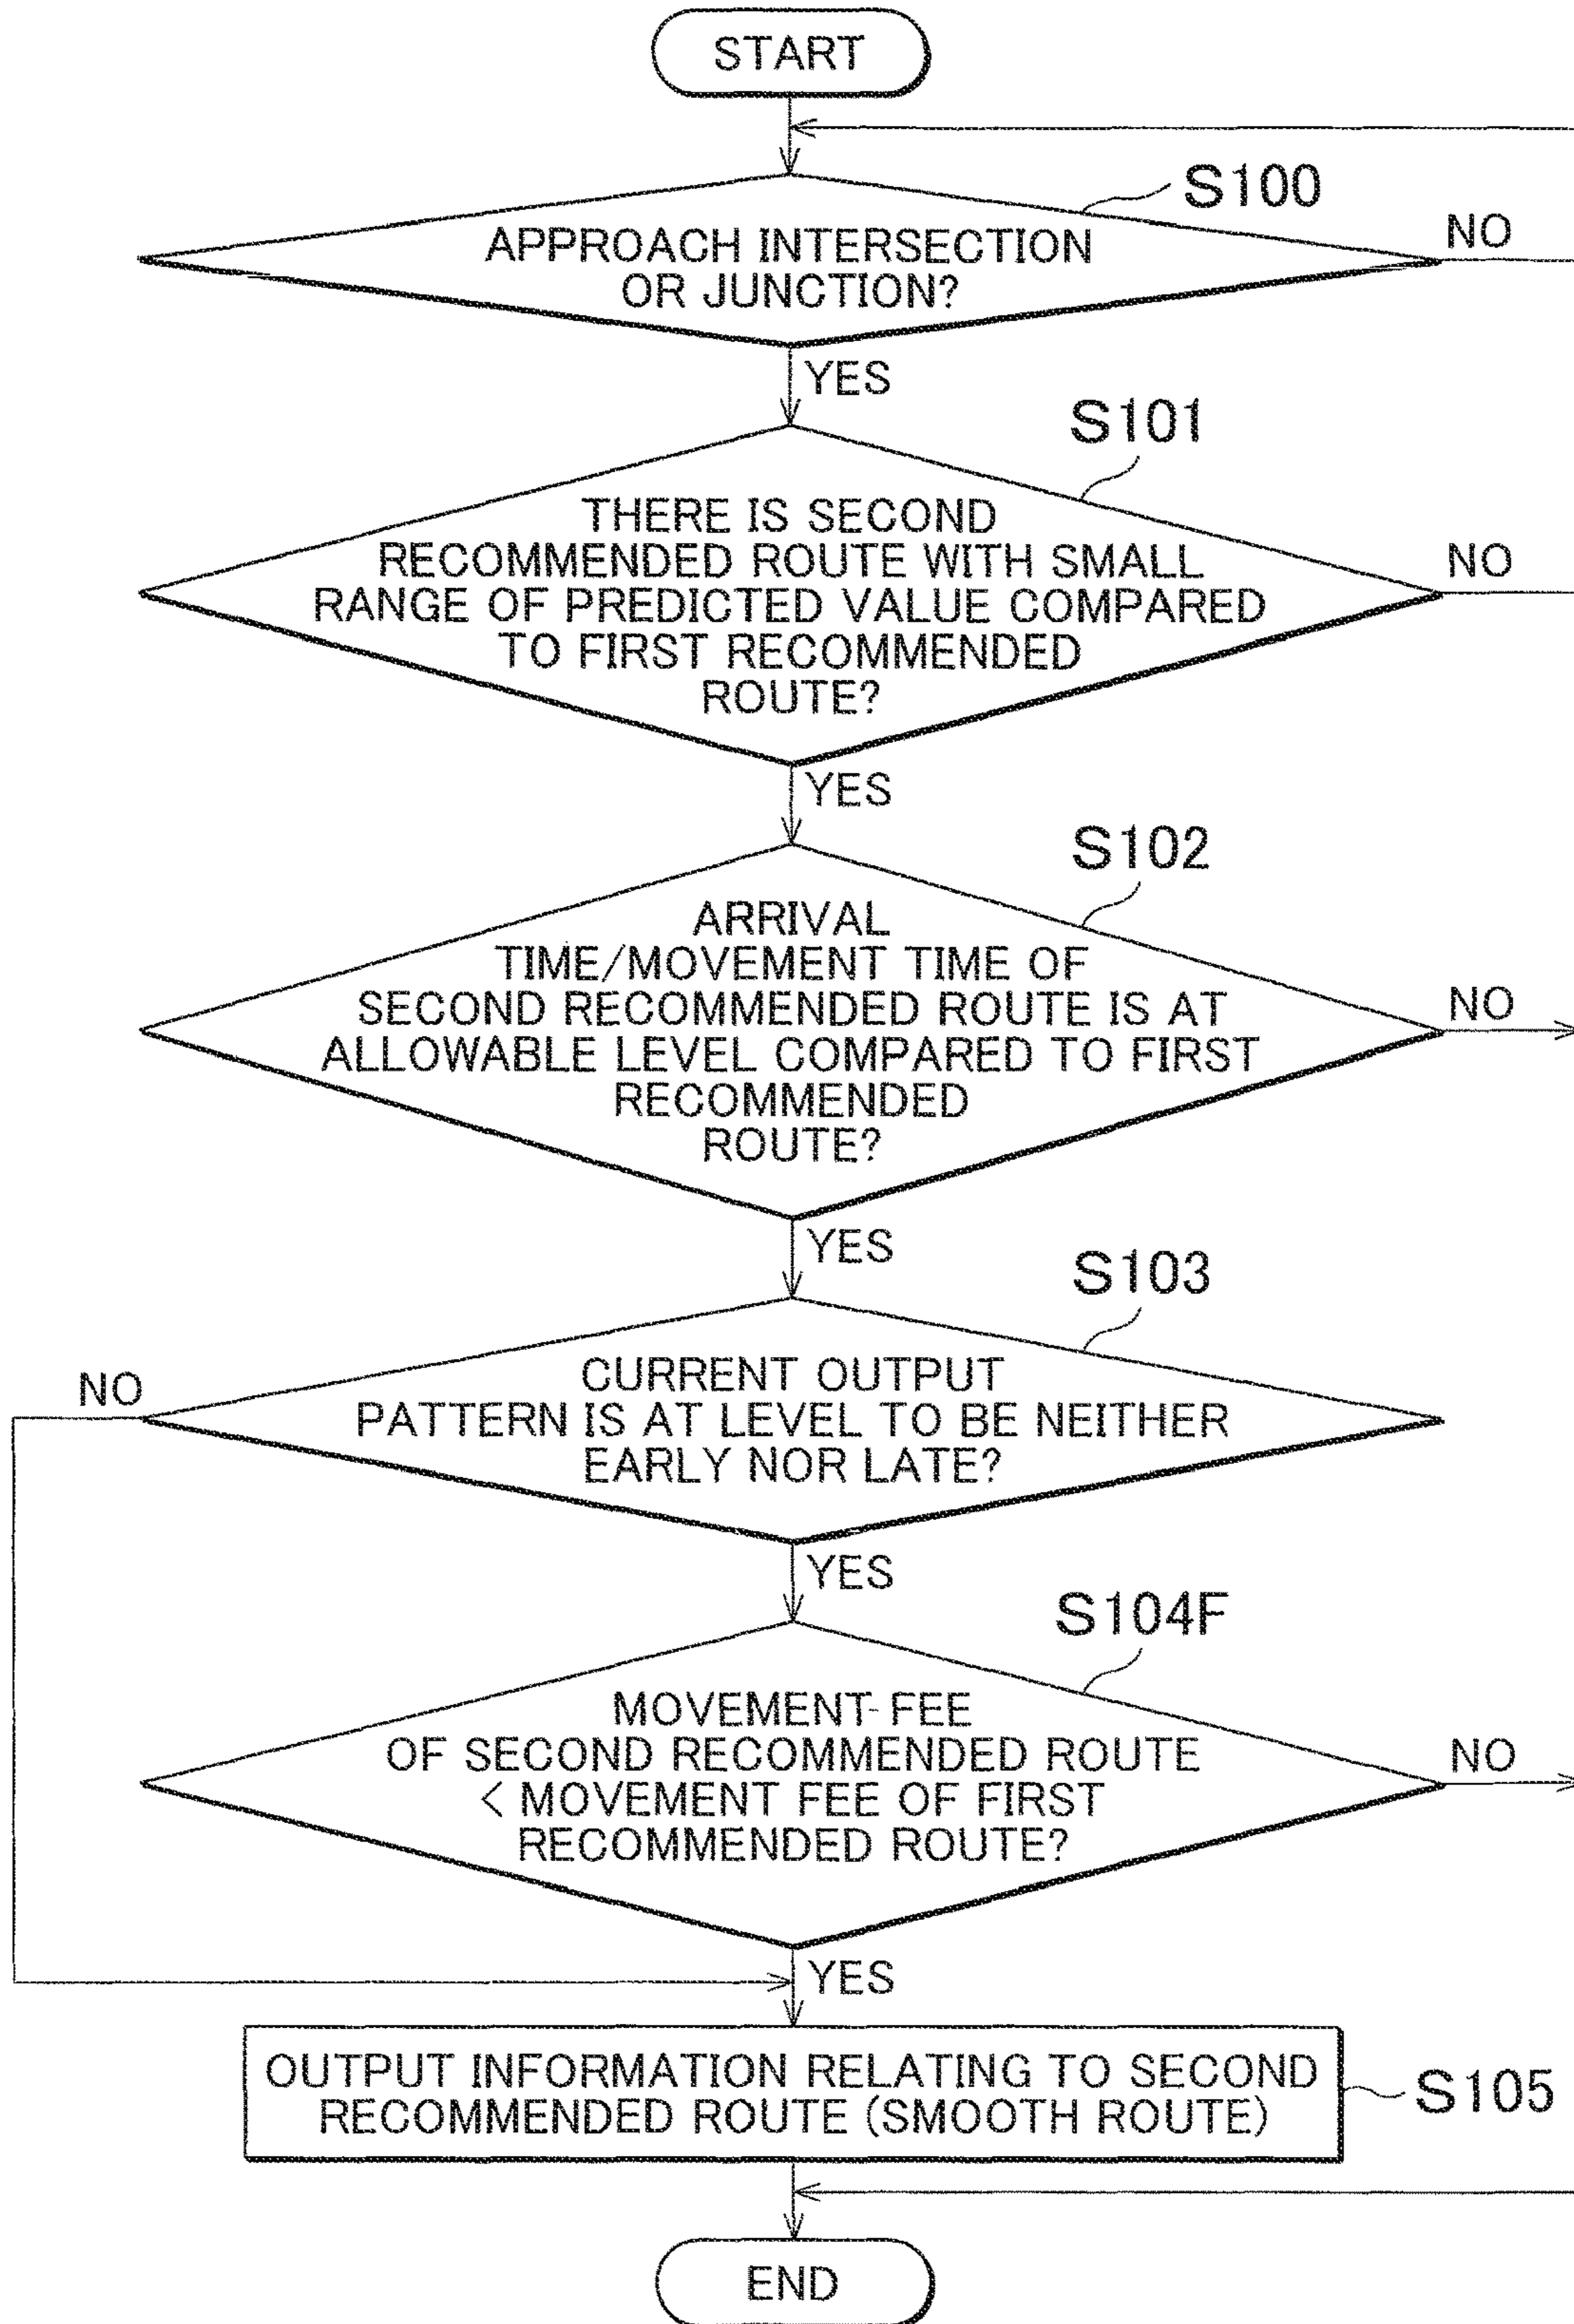 START
S100
APPROACH INTERSECTION
OR JUNCTION?
NO
YES
S101
THERE IS SECOND
RECOMMENDED ROUTE WITH SMALL
RANGE OF PREDICTED VALUE COMPARED
TO FIRST RECOMMENDED
ROUTE?
NO
YES
S102
ARRIVAL
TIME/MOVEMENT TIME OF
SECOND RECOMMENDED ROUTE IS AT
ALLOWABLE LEVEL COMPARED TO FIRST
RECOMMENDED
ROUTE?
NO
YES
S103
CURRENT OUTPUT
PATTERN IS AT LEVEL TO BE NEITHER
EARLY NOR LATE?
NO
YES
S104F
MOVEMENT FEE
OF SECOND RECOMMENDED ROUTE
< MOVEMENT FEE OF FIRST
RECOMMENDED ROUTE?
NO
YES
OUTPUT INFORMATION RELATING TO SECOND
RECOMMENDED ROUTE (SMOOTH ROUTE)
S105
END